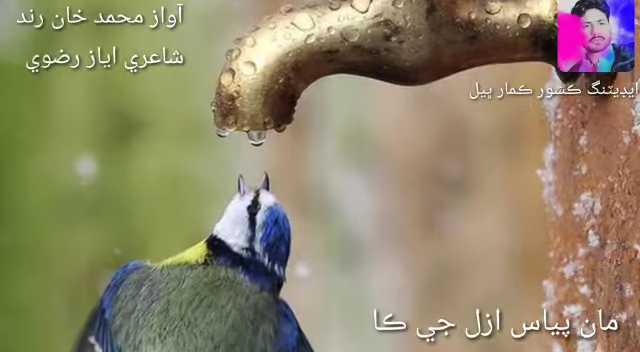 آواز محمد خان رند
شاعري اياز رضوي
ايڊيٽنگ ڪشور ڪمار ڀيل
مان پياس ازل جي ڪا